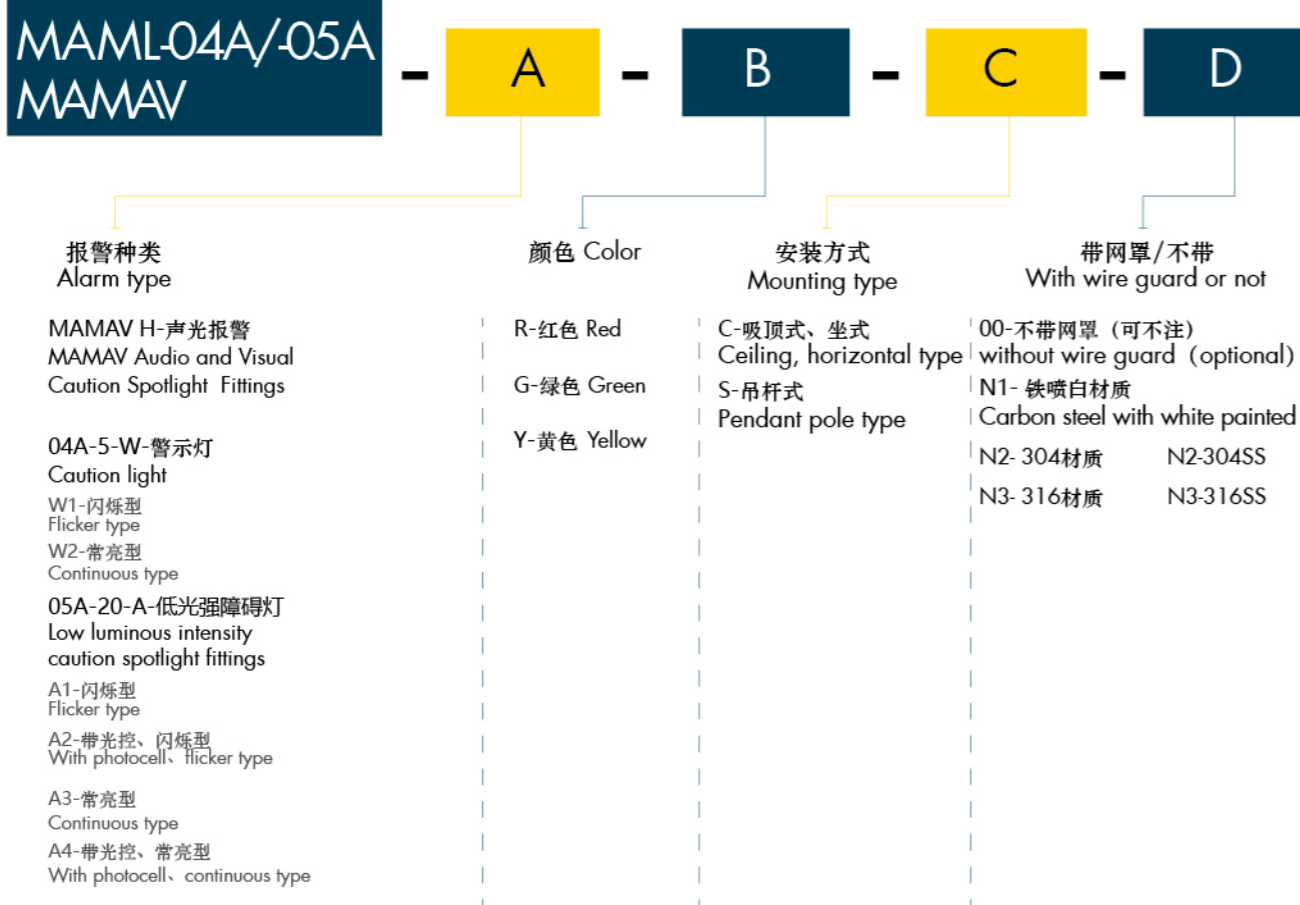 MAML-04A/-05A
MAMAV
- A - B - C - D
报警种类
Alarm type
MAMAV H-声光报警
MAMAV Audio and Visual
Caution Spotlight Fittings
04A-5-W-警示灯
Caution light
W1-闪烁型
Flicker type
W2-常亮型
Continuous type
05A-20-A-低光强障碍灯
Low luminous intensity
caution spotlight fittings
A1-闪烁型
Flicker type
A2-带光控、闪烁型
With photocell、flicker type
A3-常亮型
Continuous type
A4-带光控、常亮型
With photocell、continuous type
颜色 Color
R-红色 Red
G-绿色 Green
Y-黄色 Yellow
安装方式
Mounting type
C-吸顶式、坐式
Ceiling, horizontal type
S-吊杆式
Pendant pole type
带网罩/不带
With wire guard or not
00-不带网罩（可不注）
without wire guard（optional）
N1- 铁喷白材质
Carbon steel with white painted
N2- 304材质 N2-304SS
N3- 316材质 N3-316SS